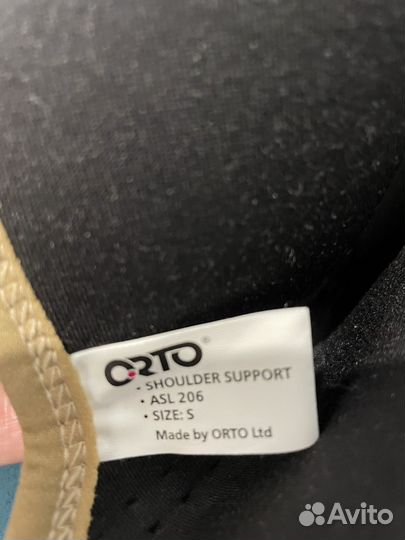 ORTO
- SHOULDER SUPPORT
• ASL 206
• SIZE: S
Made by ORTO Ltd
Avito